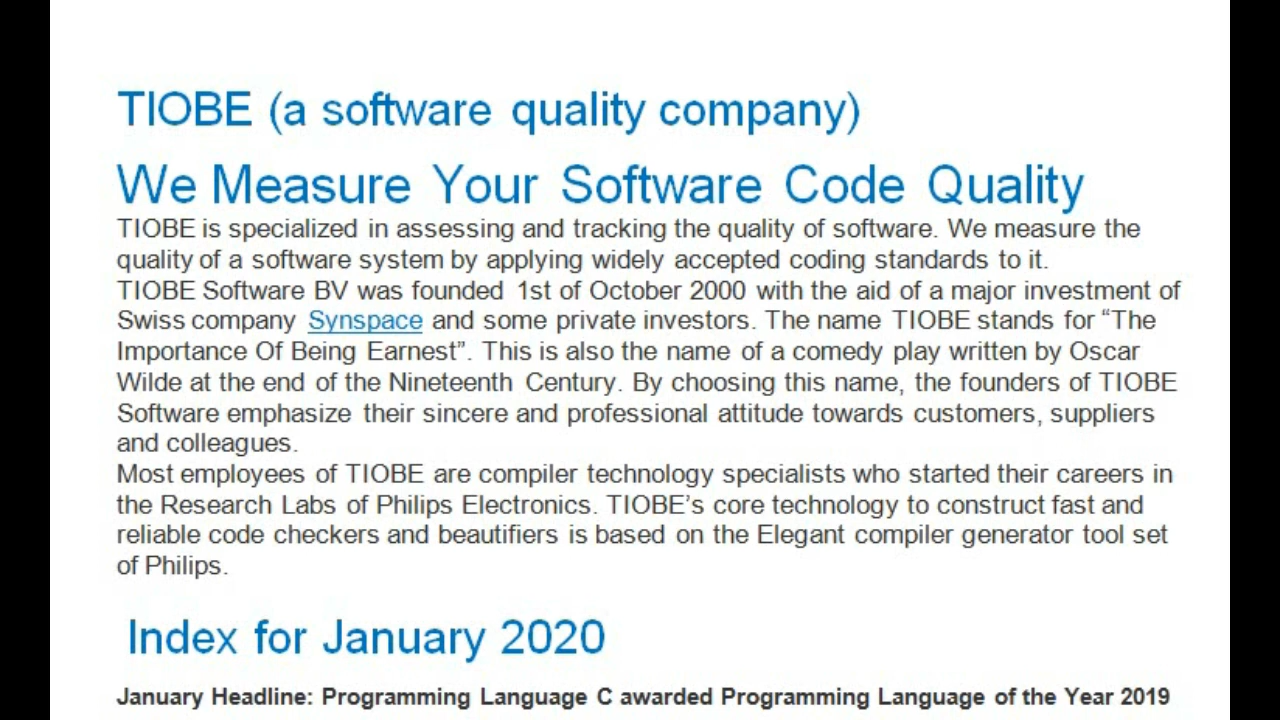 TIOBE (a software quality company)
We Measure Your Software Code Quality
TIOBE is specialized in assessing and tracking the quality of software. We measure the
quality of a software system by applying widely accepted coding standards to it.
TIOBE Software BV was founded 1st of October 2000 with the aid of a major investment of
Swiss company Synspace and some private investors. The name TIOBE stands for “The
Importance Of Being Earnest”. This is also the name of a comedy play written by Oscar
Wilde at the end of the Nineteenth Century. By choosing this name, the founders of TIOBE
Software emphasize their sincere and professional attitude towards customers, suppliers
and colleagues.
Most employees of TIOBE are compiler technology specialists who started their careers in
the Research Labs of Philips Electronics. TIOBE’s core technology to construct fast and
reliable code checkers and beautifiers is based on the Elegant compiler generator tool set
of Philips.
Index for January 2020
January Headline: Programming Language C awarded Programming Language of the Year 2019